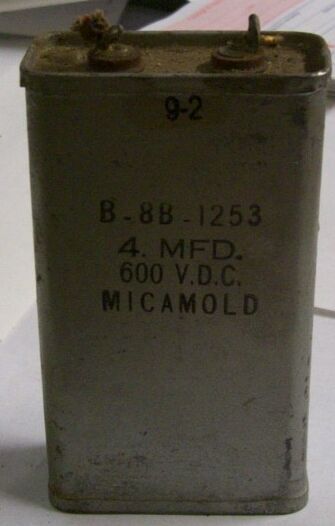 9-2
B-8B-1253
4. MFD.
600 V.D.C.
MICAMOLD